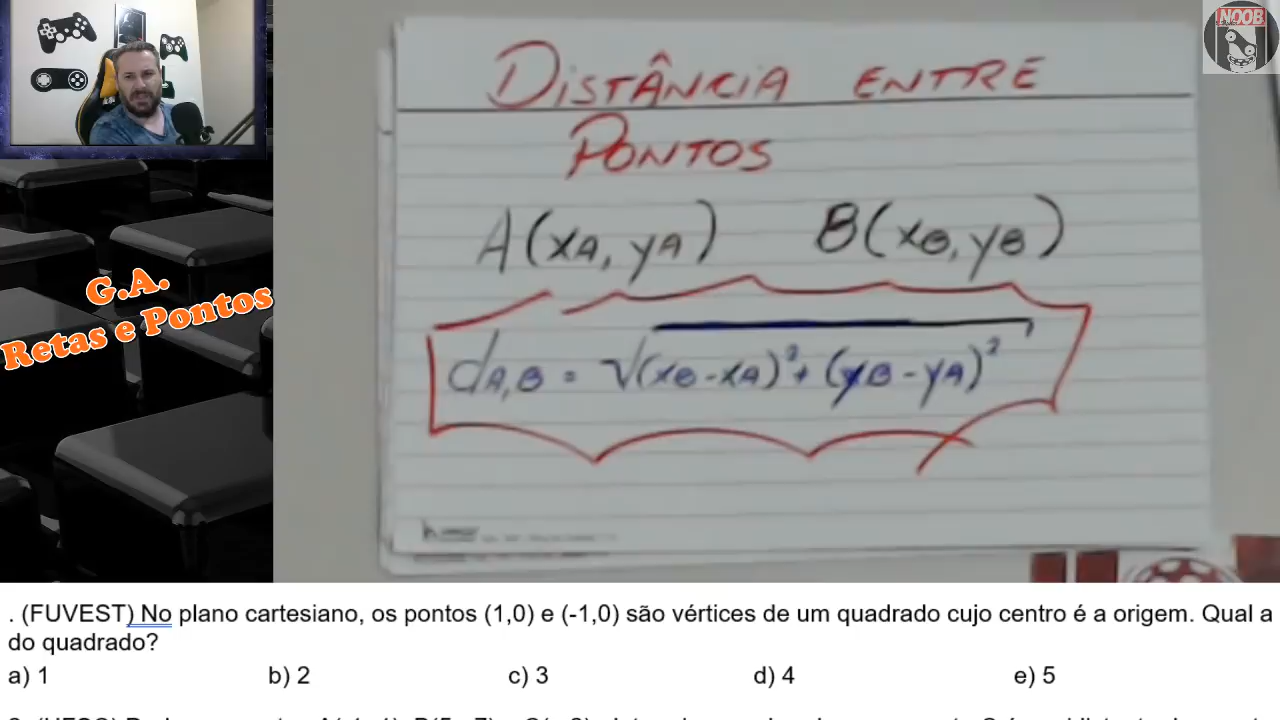 NOOB
DISTÂNCIA ENTRE
PONTOS
A(XA, YA) B(XB, YB)
dA,B = √(XB-XA)²+ (YB-YA)²
G.A.
Retas e Pontos
. (FUVEST) No plano cartesiano, os pontos (1,0) e (-1,0) são vértices de um quadrado cujo centro é a origem. Qual a
do quadrado?
a) 1 b) 2 c) 3 d) 4 e) 5